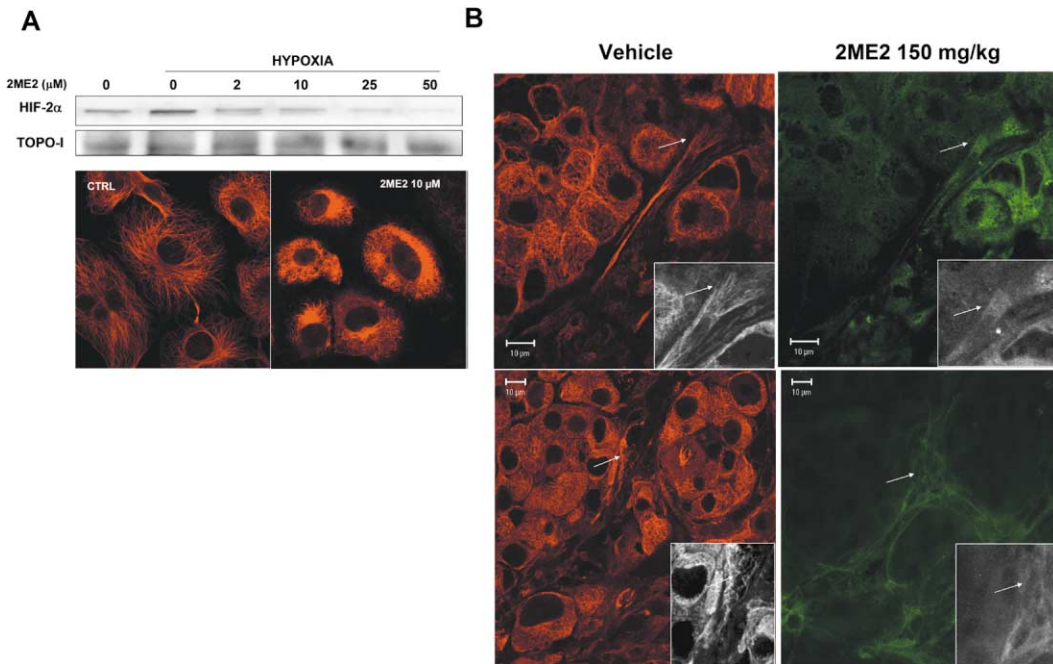 A
HYPOXIA
2ME2 (µM) 0 0 2 10 25 50
HIF-2α
TOPO-I
CTRL
2ME2 10 µM
B
Vehicle
2ME2 150 mg/kg
10 µm
10 µm
10 µm
10 µm